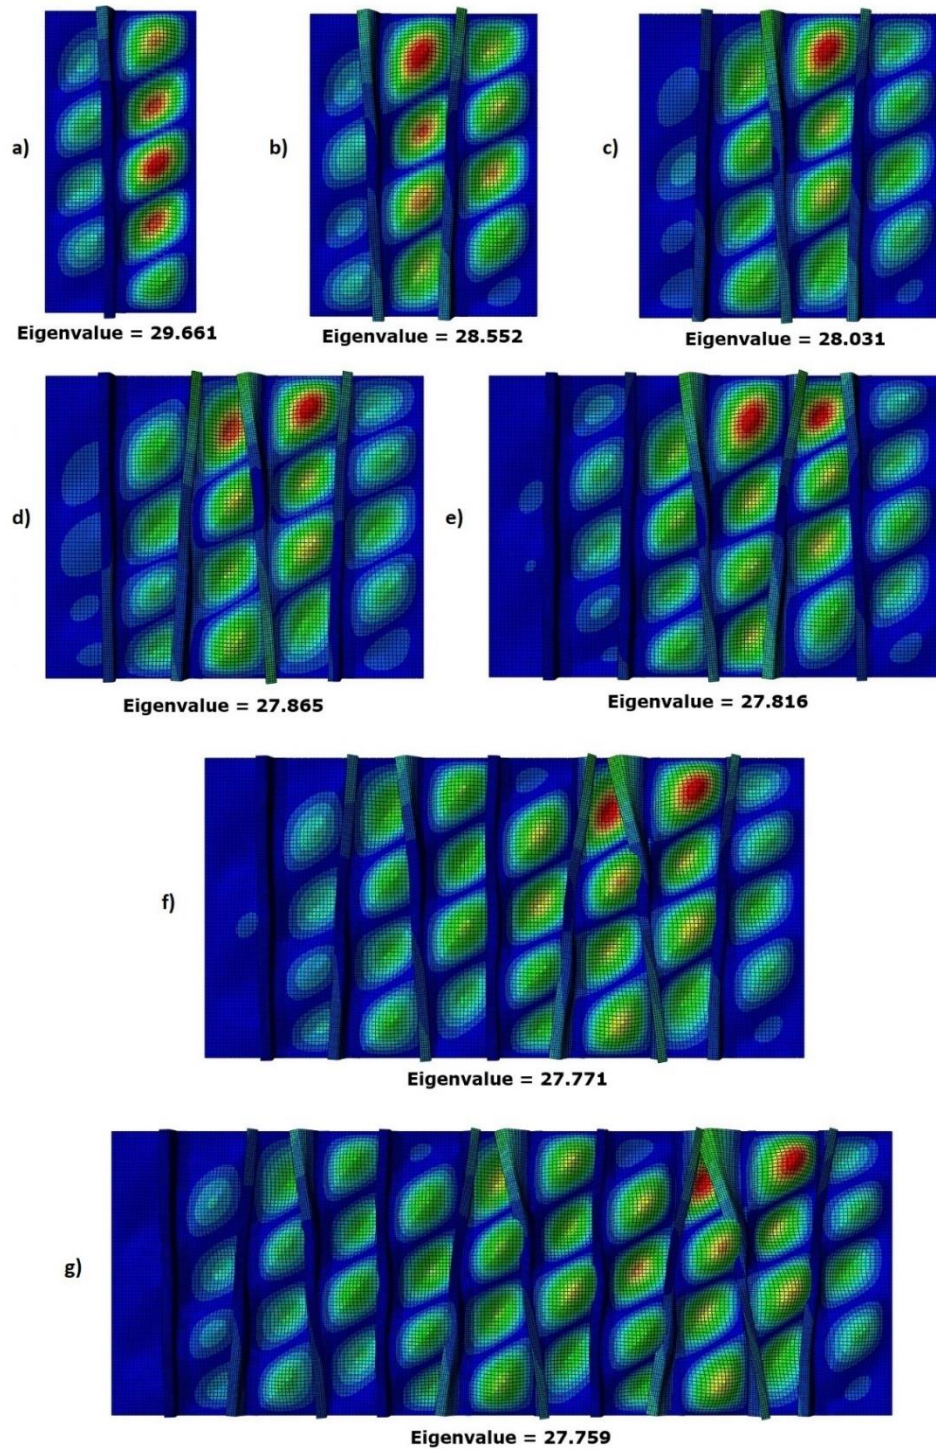 a)
b)
c)
Eigenvalue = 29.661
Eigenvalue = 28.552
Eigenvalue = 28.031
d)
e)
Eigenvalue = 27.865
Eigenvalue = 27.816
f)
Eigenvalue = 27.771
g)
Eigenvalue = 27.759